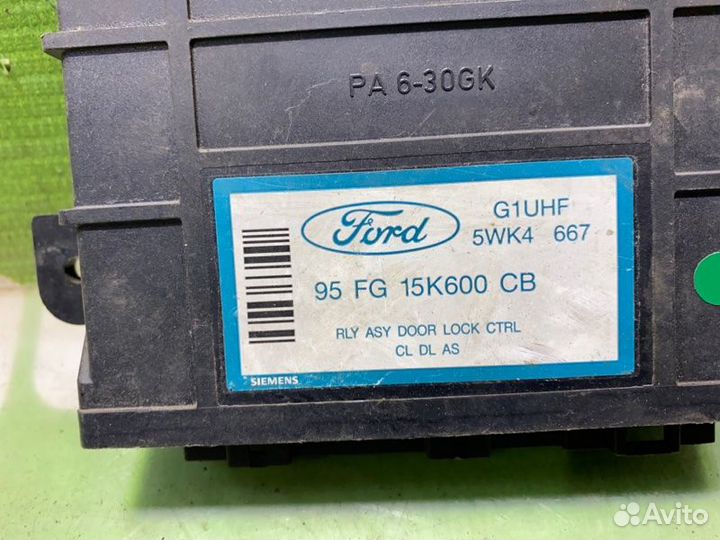 PA 6-30GK
Ford
G1UHF
5WK4 667
95 FG 15K600 CB
RLY ASY DOOR LOCK CTRL
CL DL AS
SIEMENS
Avito